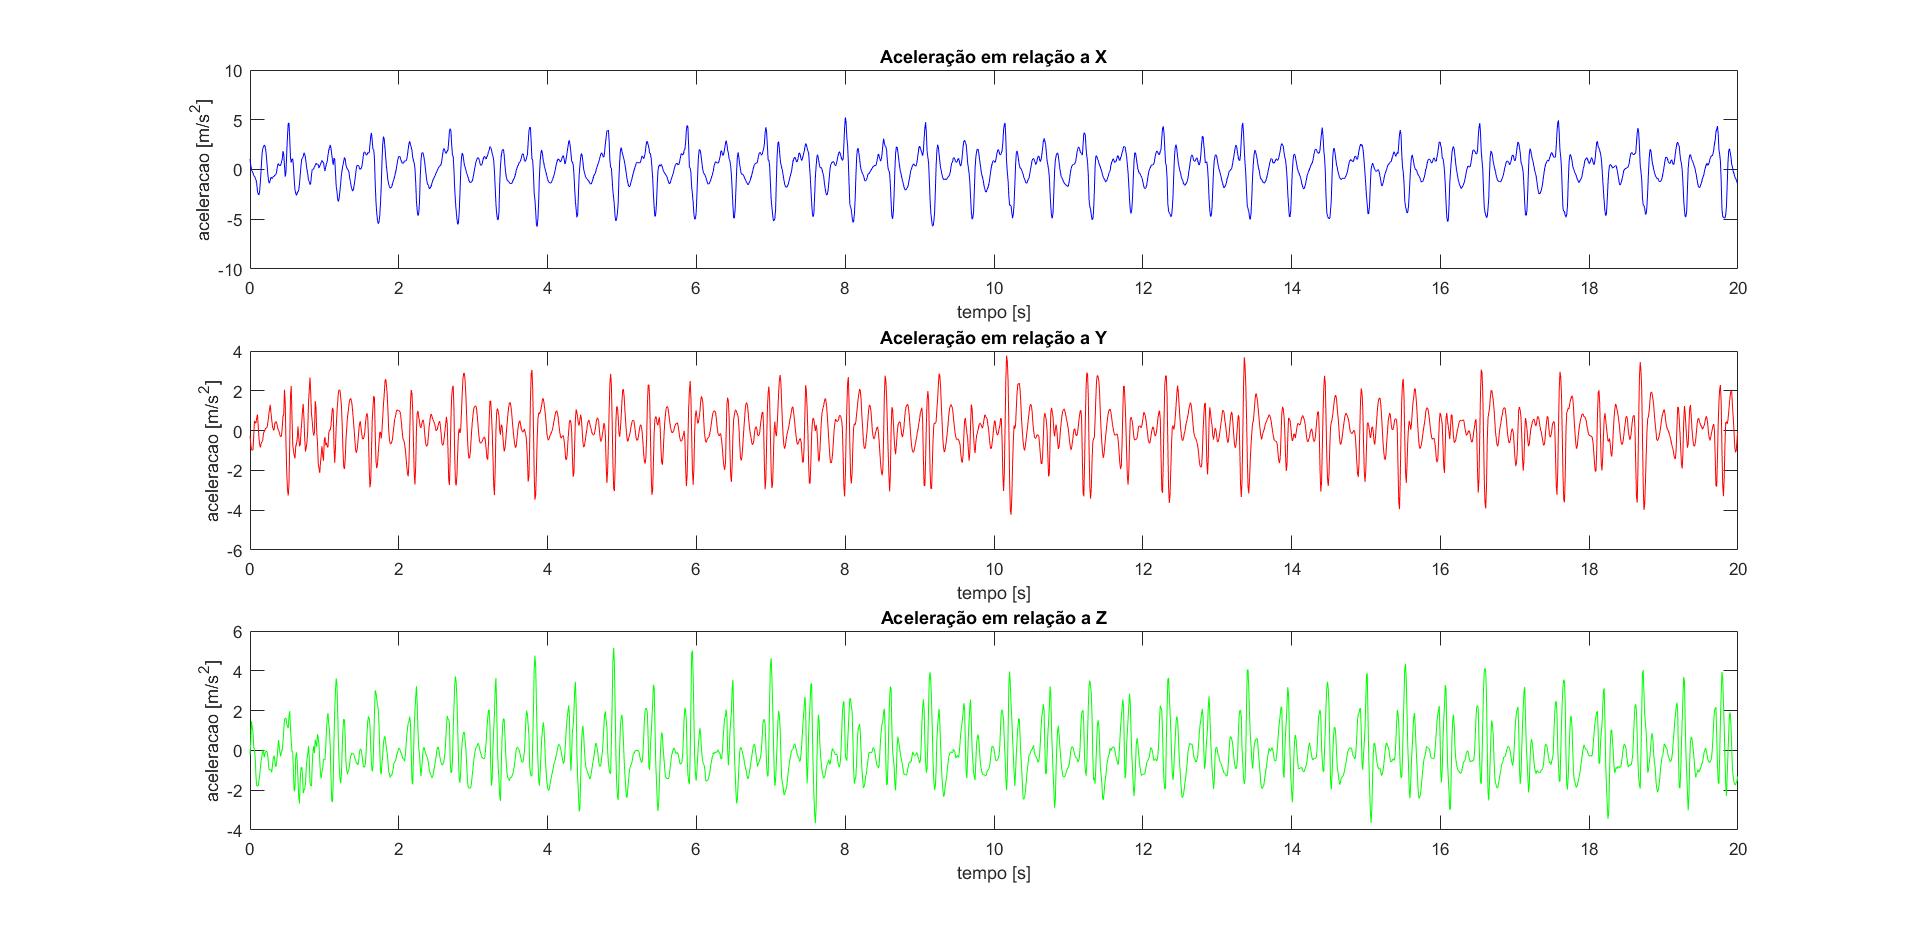 Aceleração em relação a X
aceleracao [m/s²]
10
5
0
-5
-10
0 2 4 6 8 10 12 14 16 18 20
tempo [s]
Aceleração em relação a Y
aceleracao [m/s²]
4
2
0
-2
-4
-6
0 2 4 6 8 10 12 14 16 18 20
tempo [s]
Aceleração em relação a Z
aceleracao [m/s²]
6
4
2
0
-2
-4
0 2 4 6 8 10 12 14 16 18 20
tempo [s]